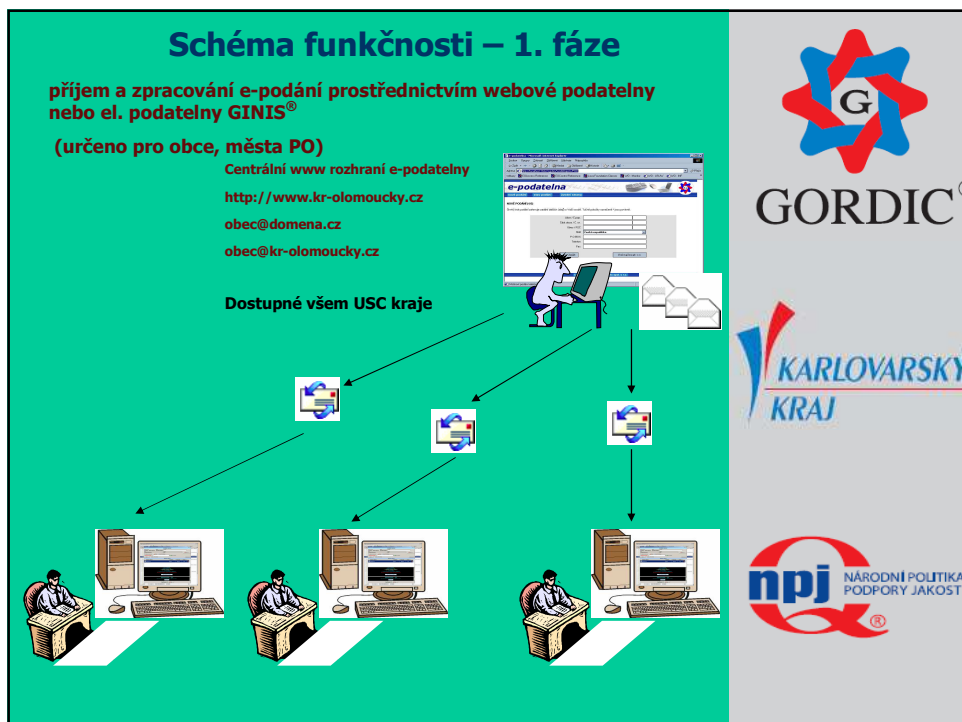 Schéma funkčnosti – 1. fáze
příjem a zpracování e-podání prostřednictvím webové podatelny
nebo el. podatelny GINIS®
(určeno pro obce, města PO)
Centrální www rozhraní e-podatelny
http://www.kr-olomoucky.cz
obec@domena.cz
obec@kr-olomoucky.cz
Dostupné všem USC kraje
e-podatelna
G
GORDIC®
KARLOVARSKÝ
KRAJ
npj NÁRODNÍ POLITIKA
PODPORY JAKOSTI
®